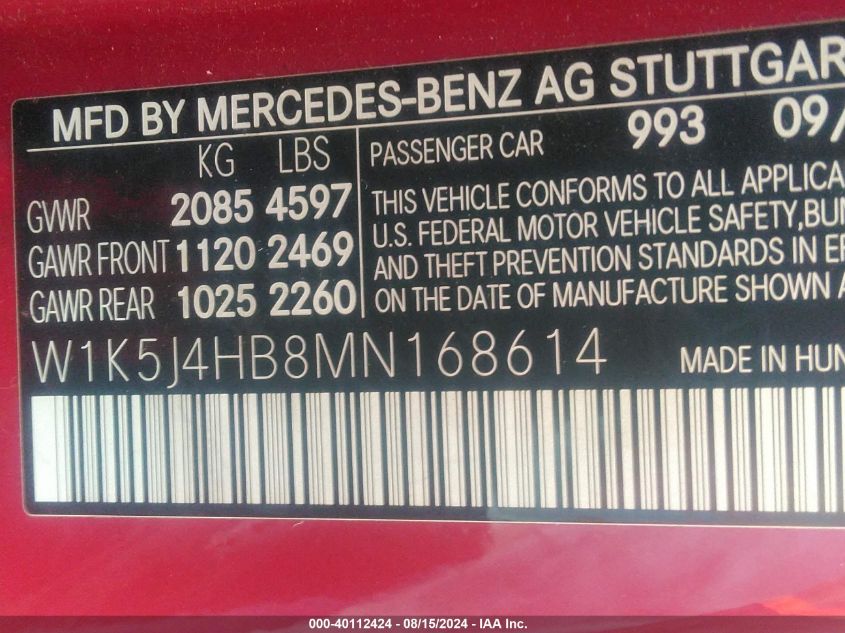 MFD BY MERCEDES-BENZ AG STUTTGAR
KG LBS
GVWR 2085 4597
GAWR FRONT 1120 2469
GAWR REAR 1025 2260
PASSENGER CAR 993 09/
THIS VEHICLE CONFORMS TO ALL APPLICA
U.S. FEDERAL MOTOR VEHICLE SAFETY, BUM
AND THEFT PREVENTION STANDARDS IN EF
ON THE DATE OF MANUFACTURE SHOWN A
W1K5J4HB8MN168614 MADE IN HUN
000-40112424 - 08/15/2024 - IAA Inc.